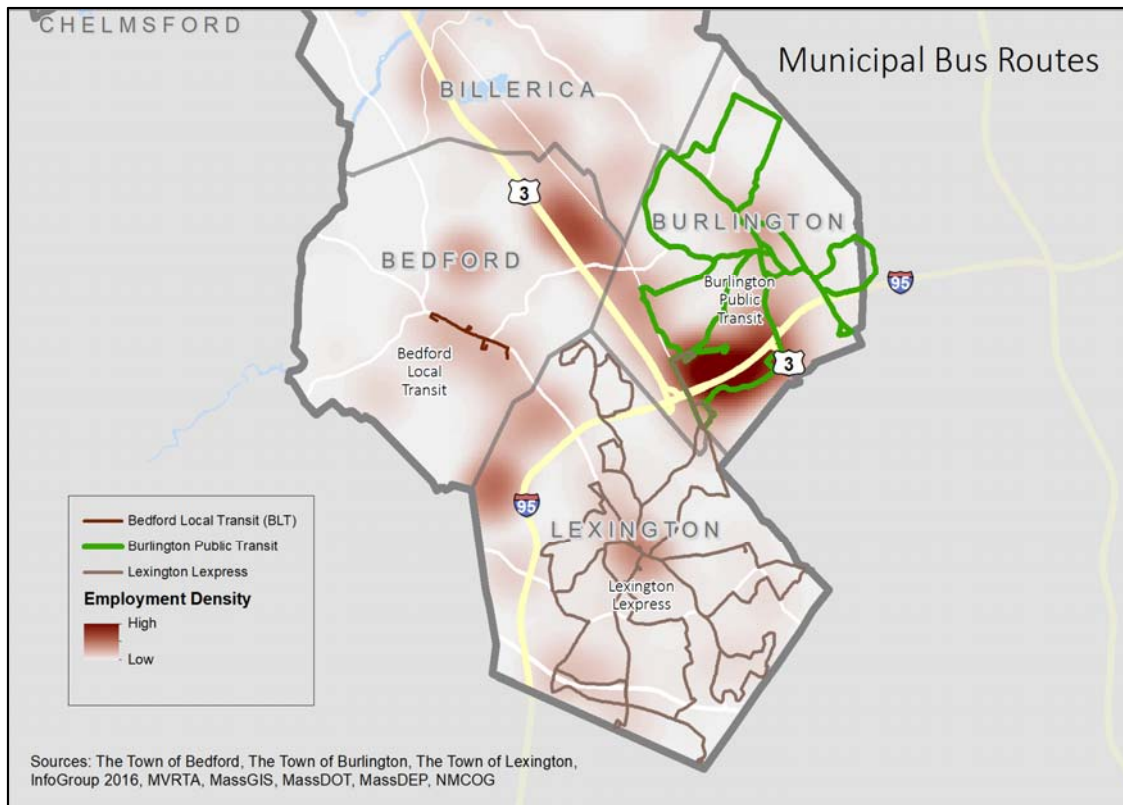 CHELMSFORD
Municipal Bus Routes
BILLERICA
3
BURLINGTON
BEDFORD
95
Burlington
Public
Transit
Bedford
Local
Transit
3
95
LEXINGTON
Lexington
Lexpress
Bedford Local Transit (BLT)
Burlington Public Transit
Lexington Lexpress
Employment Density
High
Low
Sources: The Town of Bedford, The Town of Burlington, The Town of Lexington,
InfoGroup 2016, MVRTA, MassGIS, MassDOT, MassDEP, NMCOG